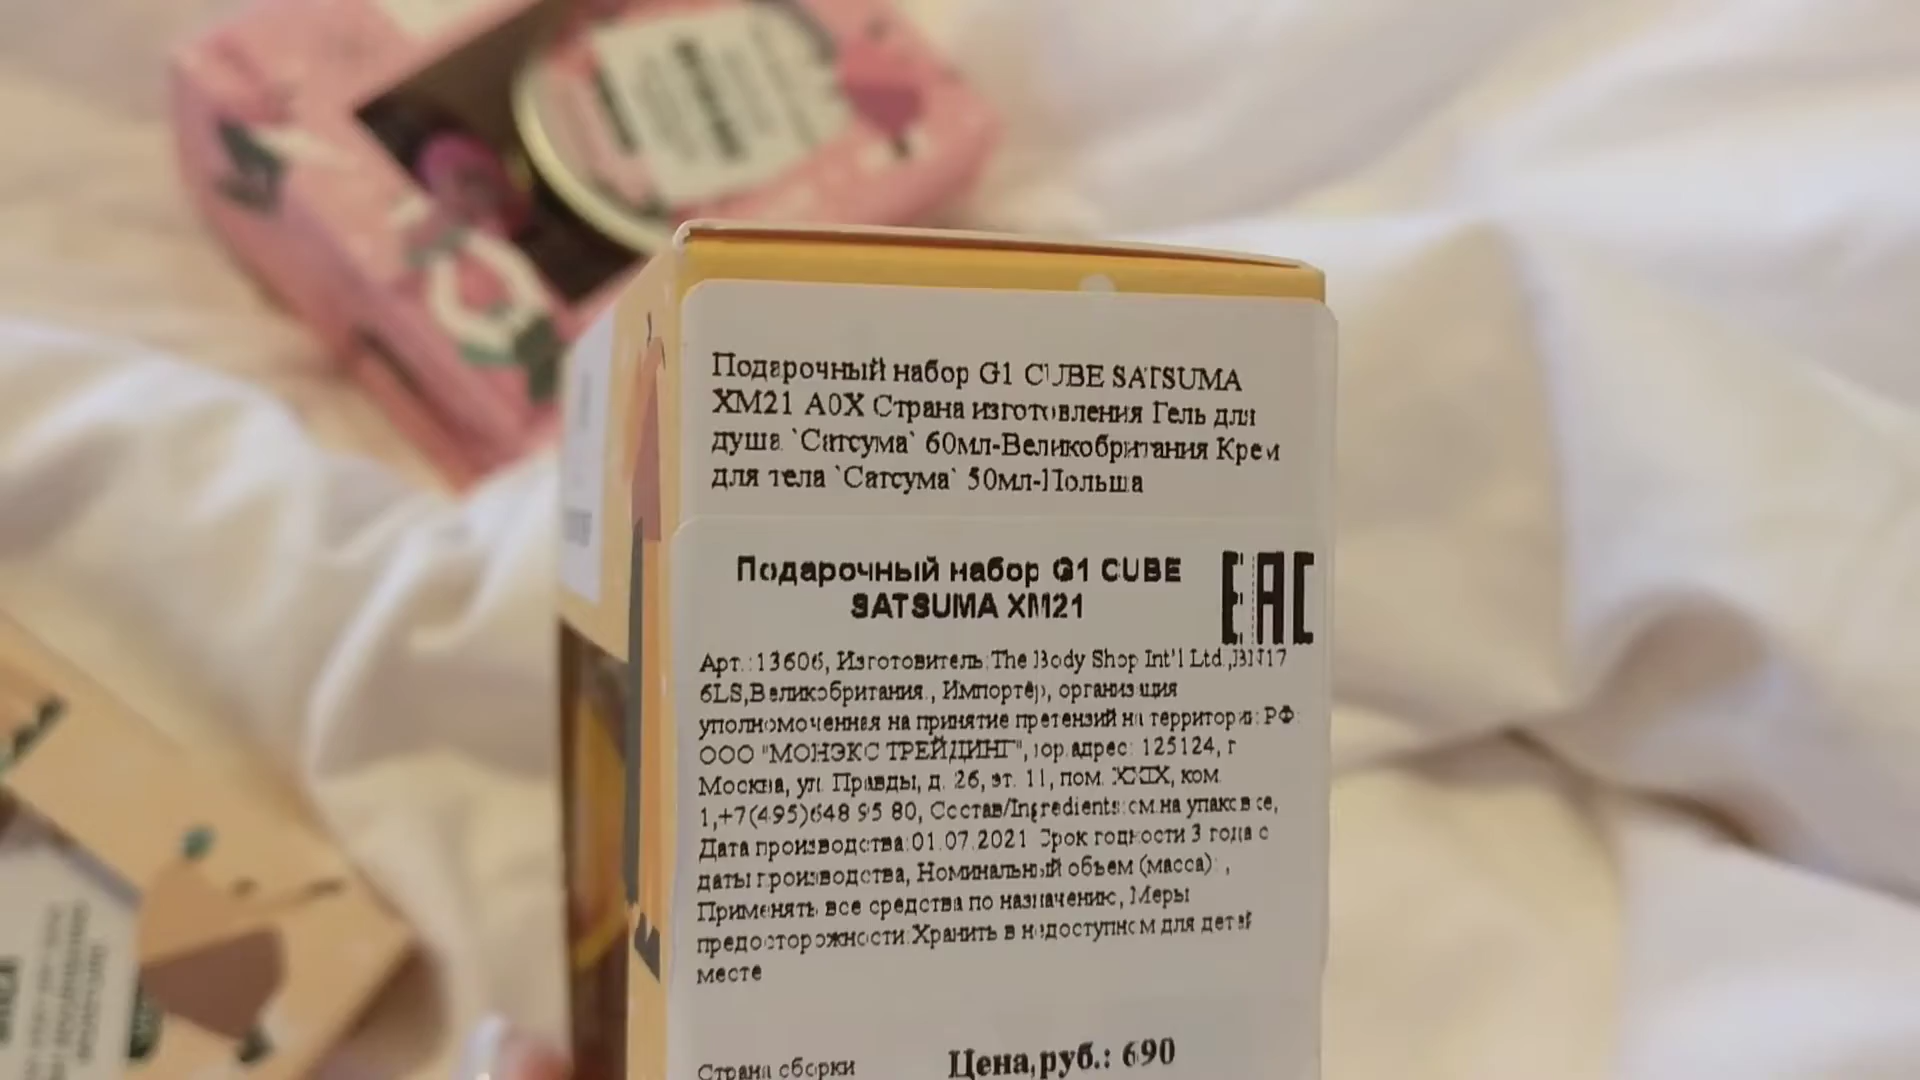 Подарочный набор G1 CUBE SATSUMA
XM21 A0X Страна изготовления Гель для
душа `Сатсума` 60мл-Великобритания Крем
для тела `Сатсума` 50мл-Польша
Подарочный набор G1 CUBE
SATSUMA XM21
EAC
Арт.:13606, Изготовитель:The Body Shop Int'l Ltd.,BN17
6LS,Великобритания., Импортёр, организация
уполномоченная на принятие претензий на территории РФ:
ООО "МОНЭКС ТРЕЙДИНГ", юр.адрес: 125124, г
Москва, ул. Правды, д. 26, эт. 11, пом. XXIX, ком.
1,+7(495)648 95 80, Состав/Ingredients:см.на упаковке,
Дата производства:01.07.2021 Срок годности 3 года с
даты производства, Номинальный объем (масса): ,
Применять все средства по назначению, Меры
предосторожности:Хранить в недоступном для детей
месте
Страна сборки
Цена,руб.: 690